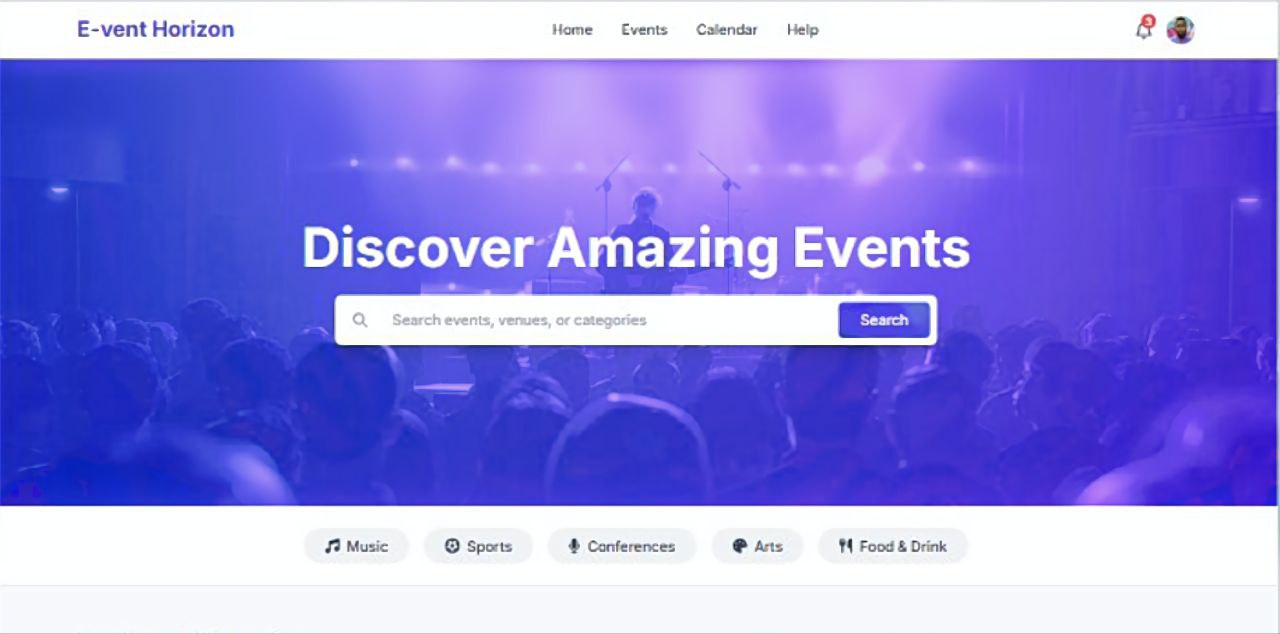 E-vent Horizon
Home Events Calendar Help
3
Discover Amazing Events
Search events, venues, or categories Search
Music Sports Conferences Arts Food & Drink